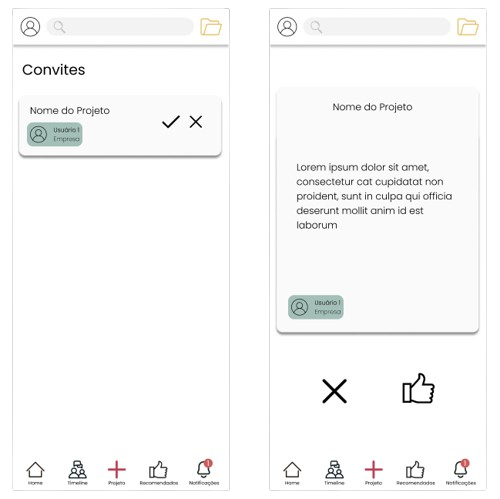 Convites
Nome do Projeto
Usuário 1
Empresa
Home
Timeline
Projeto
Recomendados
Notificações
1
Nome do Projeto
Lorem ipsum dolor sit amet,
consectetur cat cupidatat non
proident, sunt in culpa qui officia
deserunt mollit anim id est
laborum
Usuário 1
Empresa
Home
Timeline
Projeto
Recomendados
Notificações
1